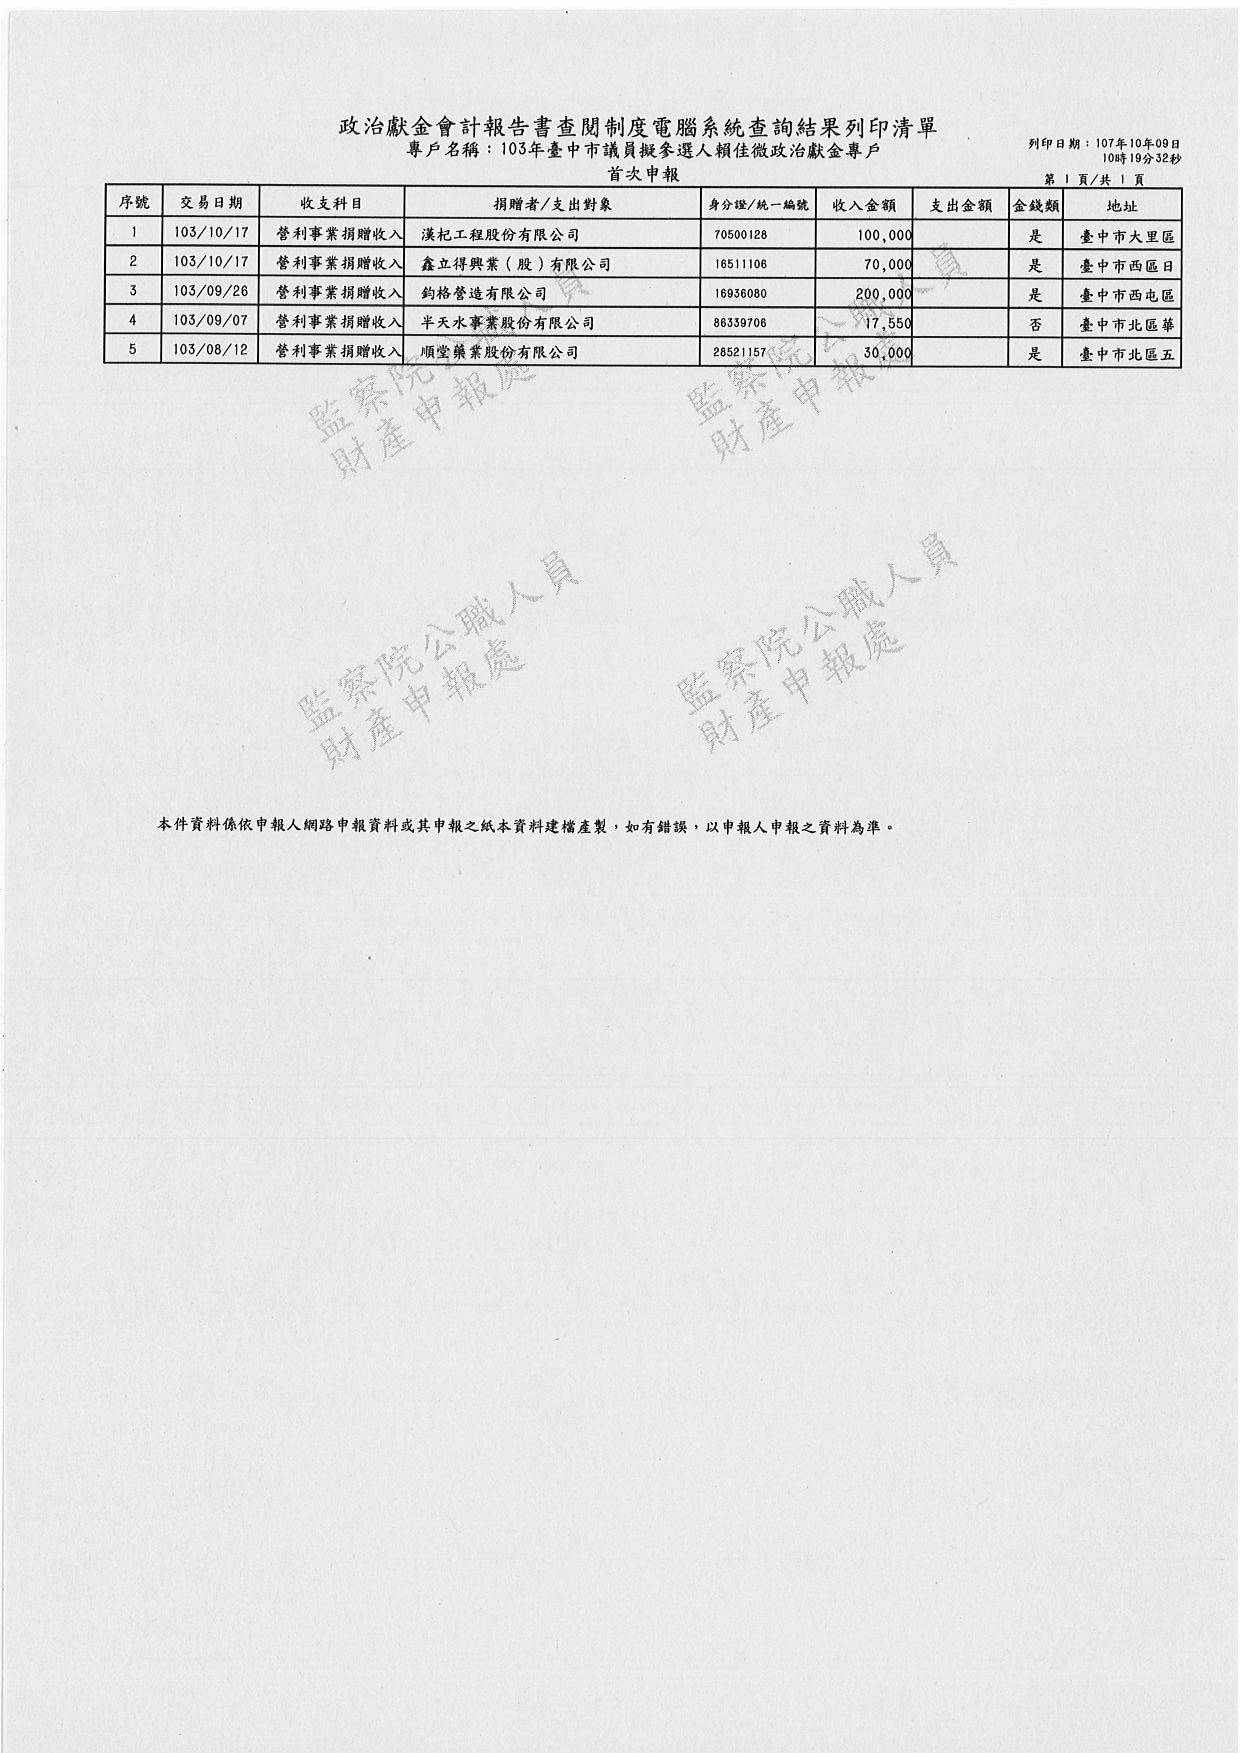 政治獻金會計報告書查閱制度電腦系統查詢結果列印清單
專戶名稱：103年臺中市議員擬參選人賴佳微政治獻金專戶
列印日期：107年10年09日
10時19分32秒
首次申報
第 1 頁/共 1 頁
序號 交易日期 收支科目 捐贈者/支出對象 身分證/統一編號 收入金額 支出金額 金錢類 地址
1 103/10/17 營利事業捐贈收入 漢杞工程股份有限公司 70500128 100,000 是 臺中市大里區
2 103/10/17 營利事業捐贈收入 鑫立得興業（股）有限公司 16511106 70,000 是 臺中市西區日
3 103/09/26 營利事業捐贈收入 鈞格營造有限公司 16936080 200,000 是 臺中市西屯區
4 103/09/07 營利事業捐贈收入 半天水事業股份有限公司 86339706 17,550 否 臺中市北區華
5 103/08/12 營利事業捐贈收入 順堂藥業股份有限公司 28521157 30,000 是 臺中市北區五
監察院公職人員
財產申報處
監察院公職人員
財產申報處
監察院公職人員
財產申報處
監察院公職人員
財產申報處
本件資料係依申報人網路申報資料或其申報之紙本資料建檔產製，如有錯誤，以申報人申報之資料為準。